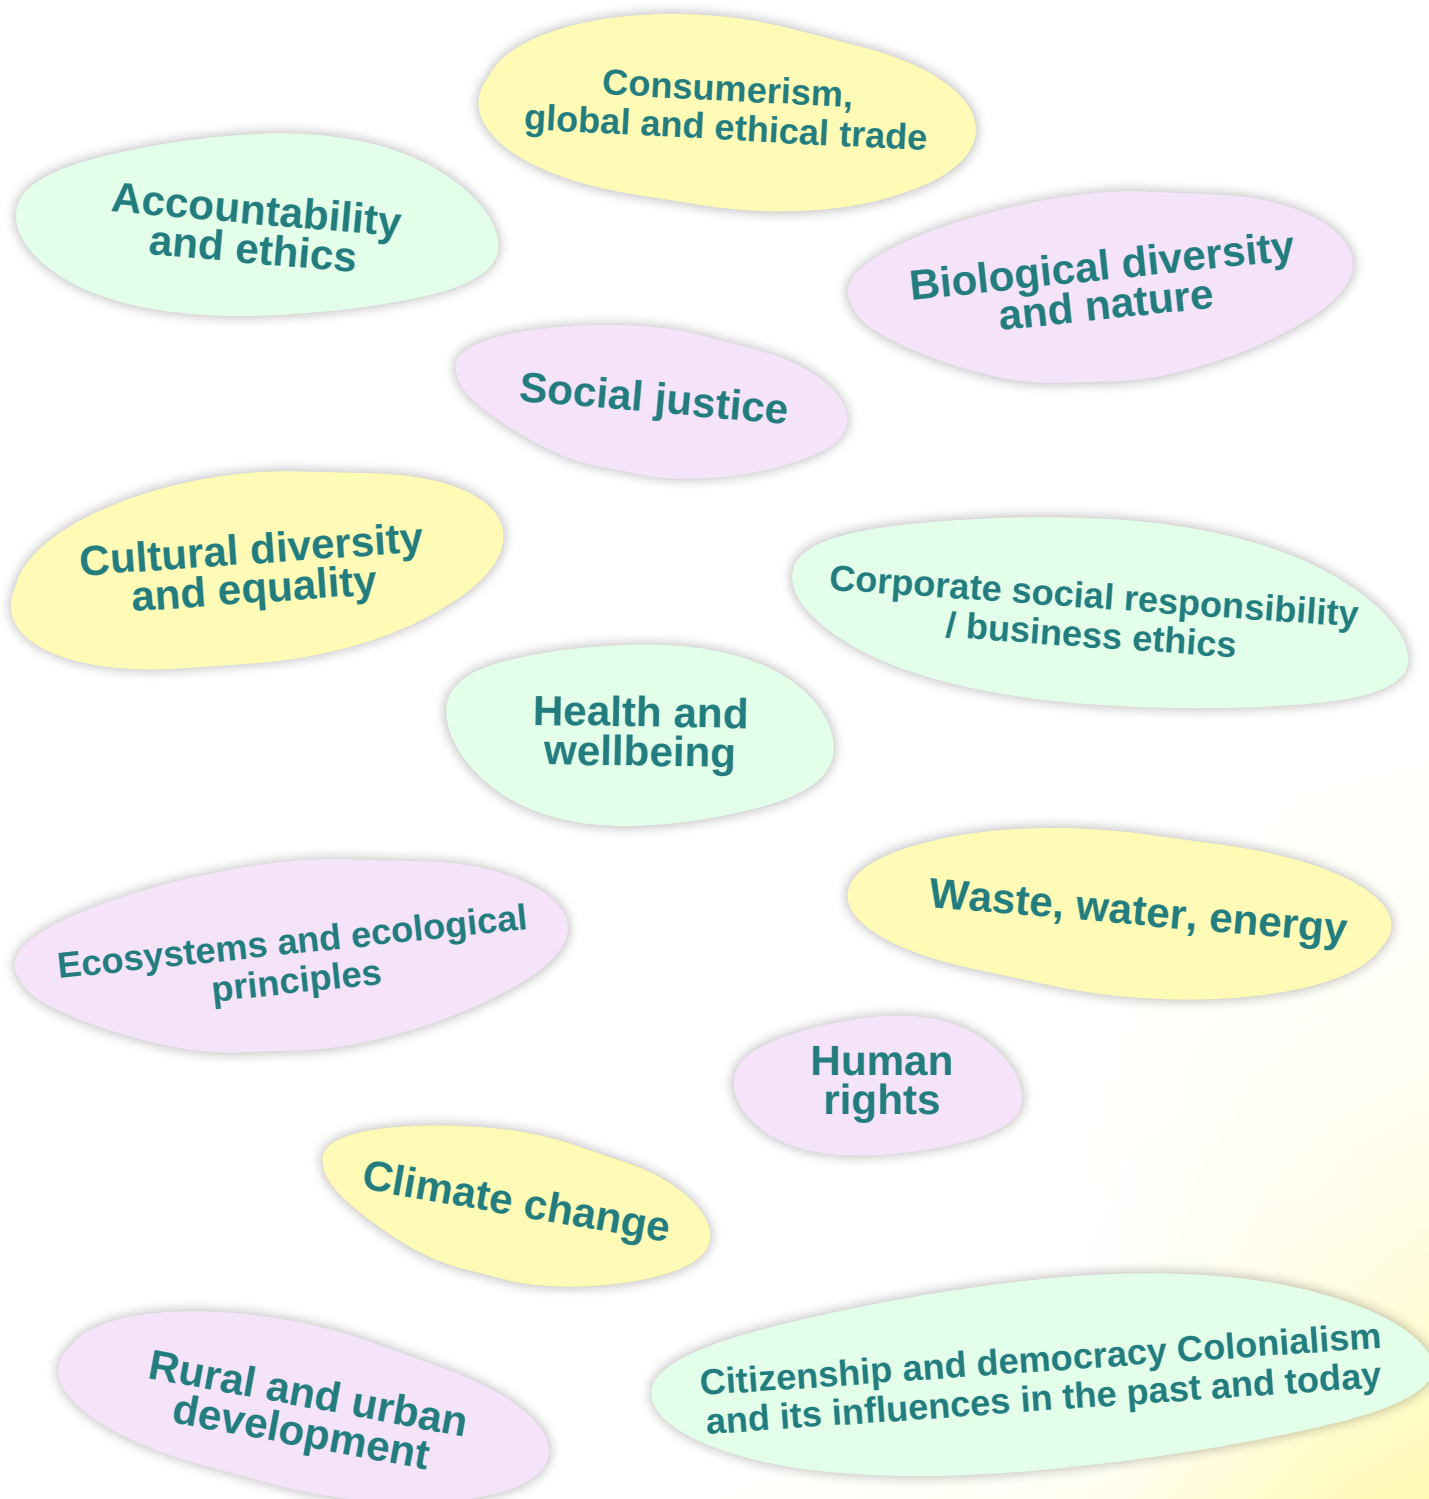 Consumerism,
global and ethical trade
Accountability
and ethics
Biological diversity
and nature
Social justice
Cultural diversity
and equality
Corporate social responsibility
/ business ethics
Health and
wellbeing
Waste, water, energy
Ecosystems and ecological
principles
Human
rights
Climate change
Rural and urban
development
Citizenship and democracy Colonialism
and its influences in the past and today